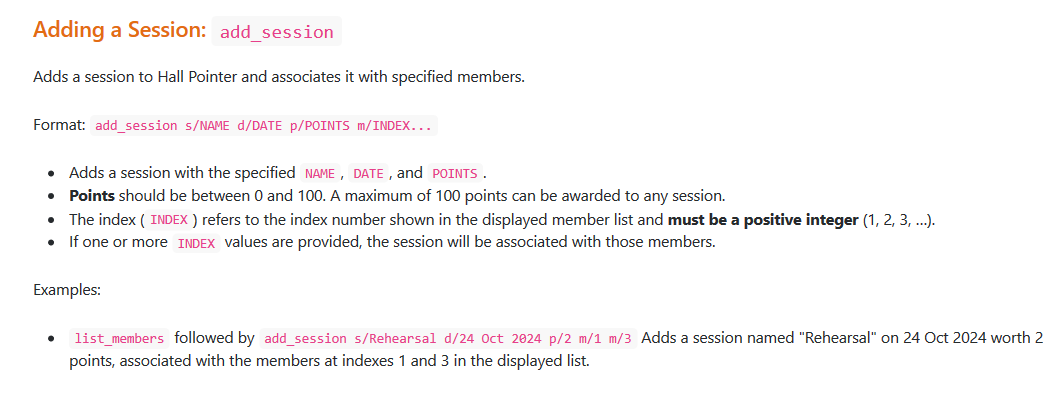 Adding a Session: add_session
Adds a session to Hall Pointer and associates it with specified members.
Format: add_session s/NAME d/DATE p/POINTS m/INDEX...
• Adds a session with the specified NAME, DATE, and POINTS.
• Points should be between 0 and 100. A maximum of 100 points can be awarded to any session.
• The index (INDEX) refers to the index number shown in the displayed member list and must be a positive integer (1, 2, 3, …).
• If one or more INDEX values are provided, the session will be associated with those members.
Examples:
• list_members followed by add_session s/Rehearsal d/24 Oct 2024 p/2 m/1 m/3 Adds a session named "Rehearsal" on 24 Oct 2024 worth 2
points, associated with the members at indexes 1 and 3 in the displayed list.